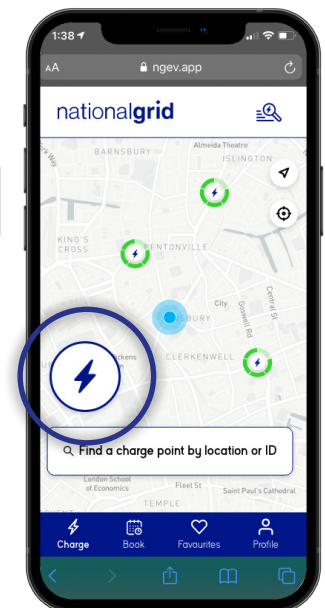 1:38
AA ngev.app
nationalgrid
Almeida Theatre
BARNSBURY
ISLINGTON
KING'S
CROSS
PENTONVILLE
City
Goswell Rd
Central St
CLERKENWELL
Find a charge point by location or ID
London School
of Economics
Fleet St
Saint Paul's Cathedral
TEMPLE
Charge Book Favourites Profile